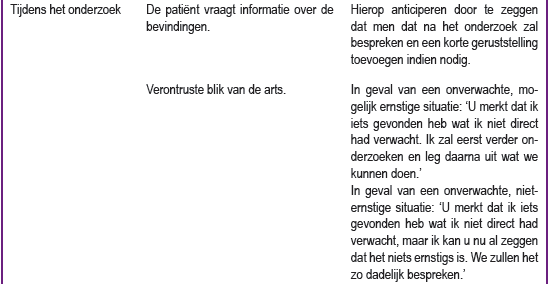 Tijdens het onderzoek
De patiënt vraagt informatie over de
bevindingen.
Hierop anticiperen door te zeggen
dat men dat na het onderzoek zal
bespreken en een korte geruststelling
toevoegen indien nodig.
Verontruste blik van de arts.
In geval van een onverwachte, mo-
gelijk ernstige situatie: ‘U merkt dat ik
iets gevonden heb wat ik niet direct
had verwacht. Ik zal eerst verder on-
derzoeken en leg daarna uit wat we
kunnen doen.’
In geval van een onverwachte, niet-
ernstige situatie: ‘U merkt dat ik iets
gevonden heb wat ik niet direct had
verwacht, maar ik kan u nu al zeggen
dat het niets ernstigs is. We zullen het
zo dadelijk bespreken.’